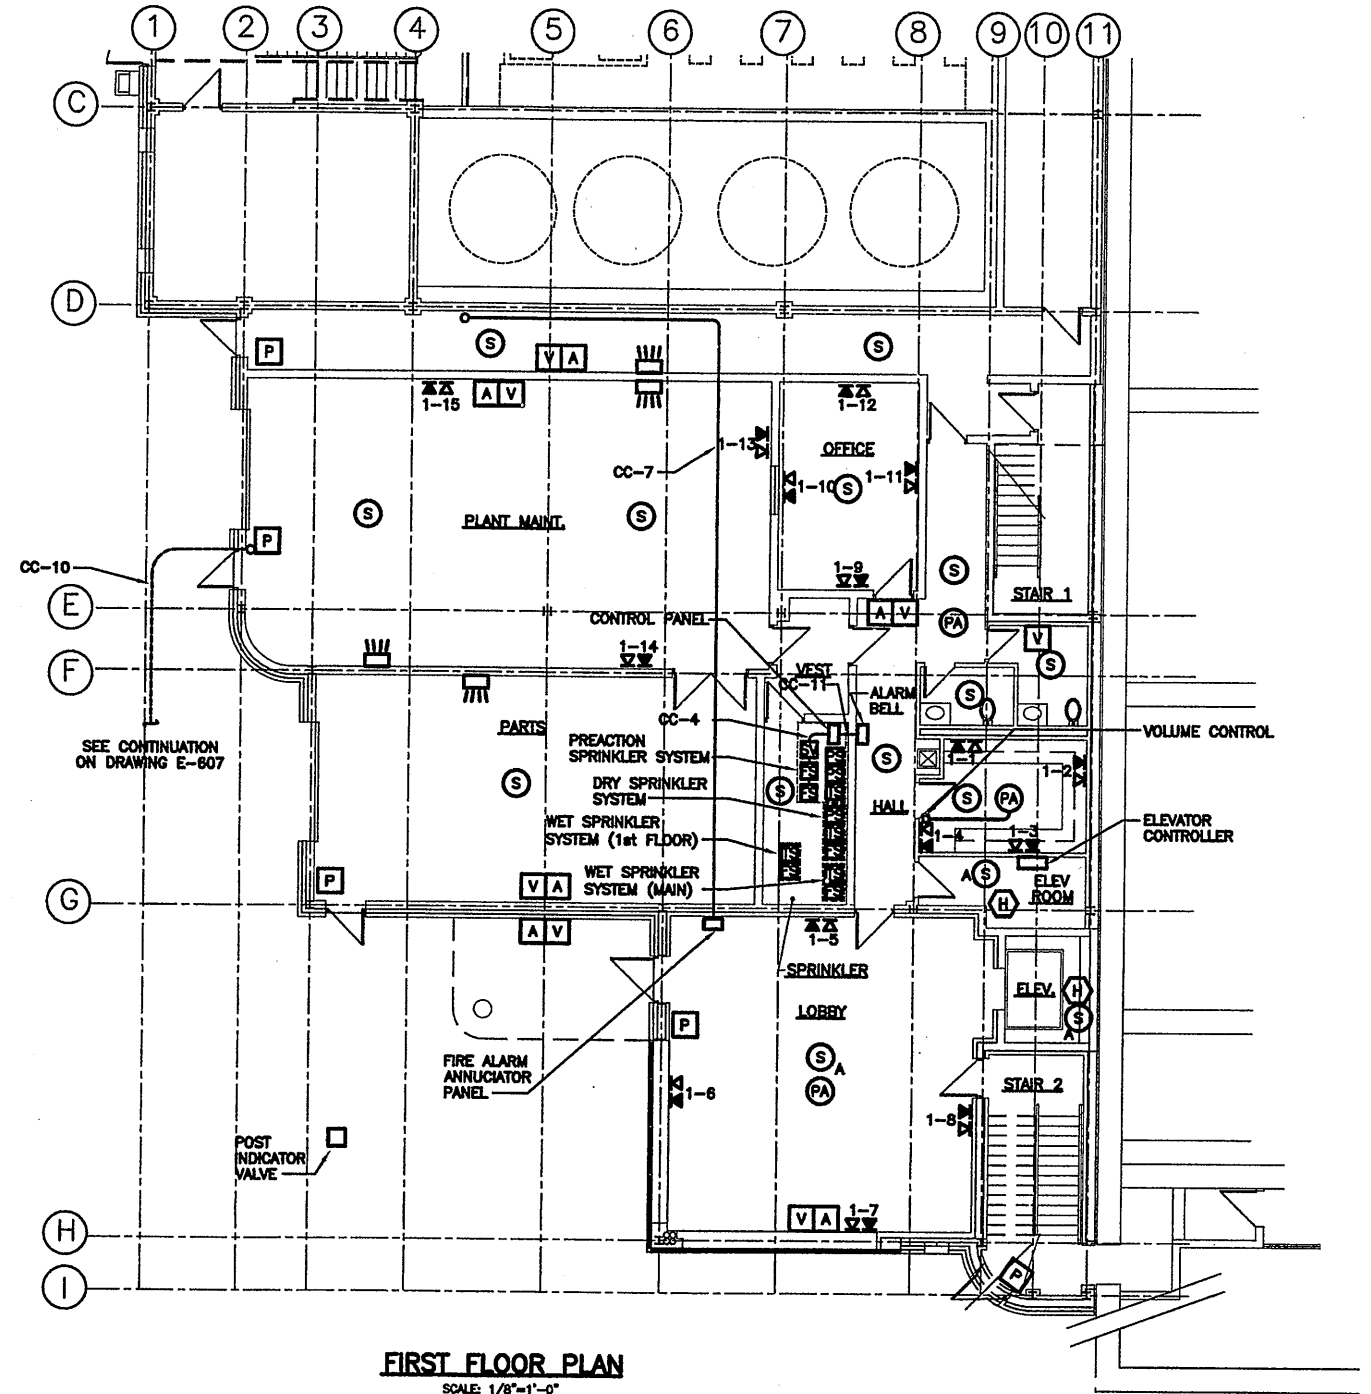 1 2 3 4 5 6 7 8 9 10 11
C
D
P
S
V A
S
1-15
A V
1-12
1-13
OFFICE
CC-7
1-10
S
1-11
S
PLANT MAINT.
S
P
CC-10
1-9
S
STAIR 1
E
A V
CONTROL PANEL
PA
V
1-14
F
VEST
S
CC-11
ALARM
BELL
S
CC-4
PARTS
SEE CONTINUATION
ON DRAWING E-607
PREACTION
SPRINKLER SYSTEM
VOLUME CONTROL
S
1-1
1-2
DRY SPRINKLER
SYSTEM
S
S
HALL
S
PA
WET SPRINKLER
SYSTEM (1st FLOOR)
1-4
1-3
ELEVATOR
CONTROLLER
WET SPRINKLER
SYSTEM (MAIN)
P
V A
A S
ELEV
ROOM
G
H
A V
1-5
SPRINKLER
LOBBY
ELEV.
H
S
A
P
S
A
FIRE ALARM
ANNUCIATOR
PANEL
PA
1-6
STAIR 2
1-8
POST
INDICATOR
VALVE
V A
1-7
H
I
P
FIRST FLOOR PLAN
SCALE: 1/8"=1'-0"